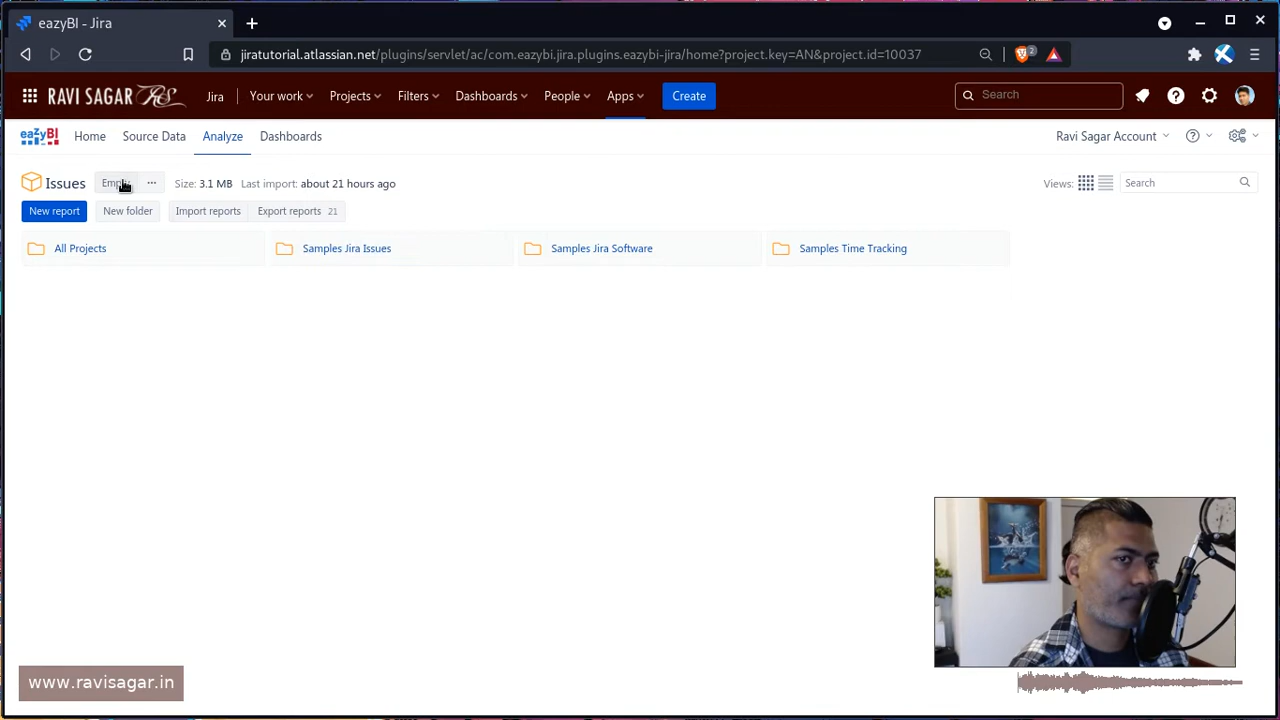 eazyBI - Jira
jiratutorial.atlassian.net/plugins/servlet/ac/com.eazybi.jira.plugins.eazybi-jira/home?project.key=AN&project.id=10037
2
RAVI SAGAR RS Jira Your work Projects Filters Dashboards People Apps Create Search
eazyBI Home Source Data Analyze Dashboards Ravi Sagar Account
Issues ... Size: 3.1 MB Last import: about 21 hours ago Views: Search
New report New folder Import reports Export reports 21
All Projects Samples Jira Issues Samples Jira Software Samples Time Tracking
www.ravisagar.in